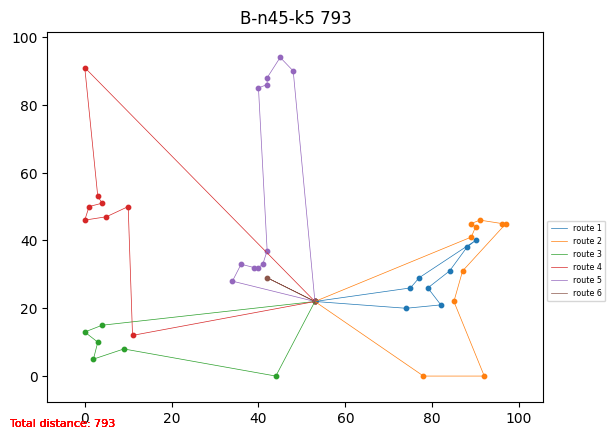 B-n45-k5 793
100
80
60
40
20
0
0 20 40 60 80 100
route 1
route 2
route 3
route 4
route 5
route 6
Total distance: 793